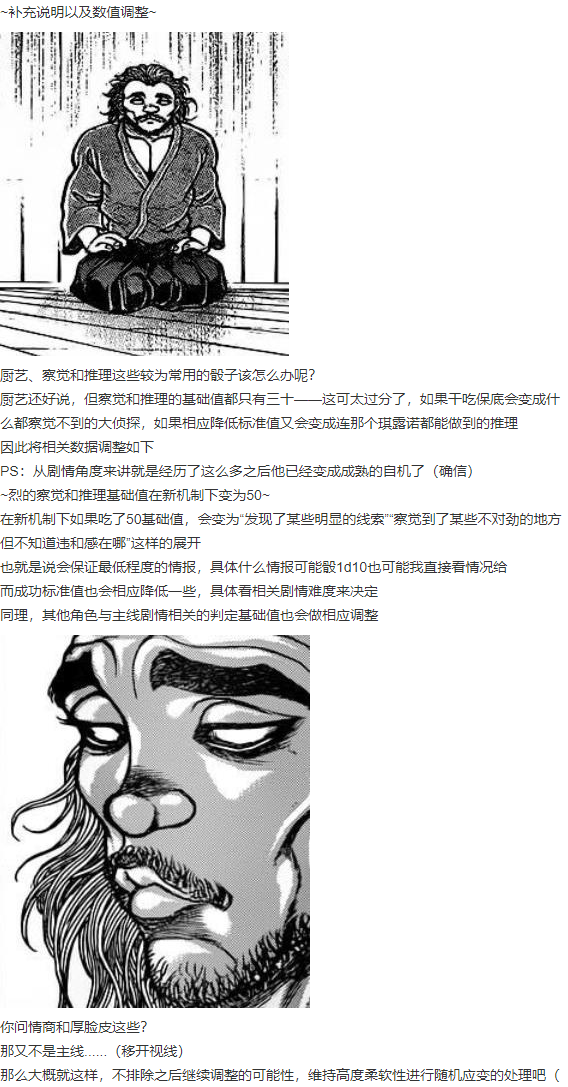 ~补充说明以及数值调整~
厨艺、察觉和推理这些较为常用的骰子该怎么办呢？
厨艺还好说，但察觉和推理的基础值都只有三十——这可太过分了，如果干吃保底会变成什
么都察觉不到的大侦探，如果相应降低标准值又会变成连那个琪露诺都能做到的推理
因此将相关数据调整如下
PS：从剧情角度来讲就是经历了这么多之后他已经变成成熟的自机了（确信）
~烈的察觉和推理基础值在新机制下变为50~
在新机制下如果吃了50基础值，会变为“发现了某些明显的线索”“察觉到了某些不对劲的地方
但不知道违和感在哪”这样的展开
也就是说会保证最低程度的情报，具体什么情报可能骰1d10也可能我直接看情况给
而成功标准值也会相应降低一些，具体看相关剧情难度来决定
同理，其他角色与主线剧情相关的判定基础值也会做相应调整
你问情商和厚脸皮这些？
那又不是主线......（移开视线）
那么大概就这样，不排除之后继续调整的可能性，维持高度柔软性进行随机应变的处理吧（